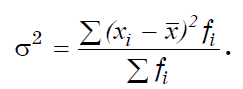 σ² = ∑(xᵢ − x̄)² fᵢ / ∑ fᵢ .